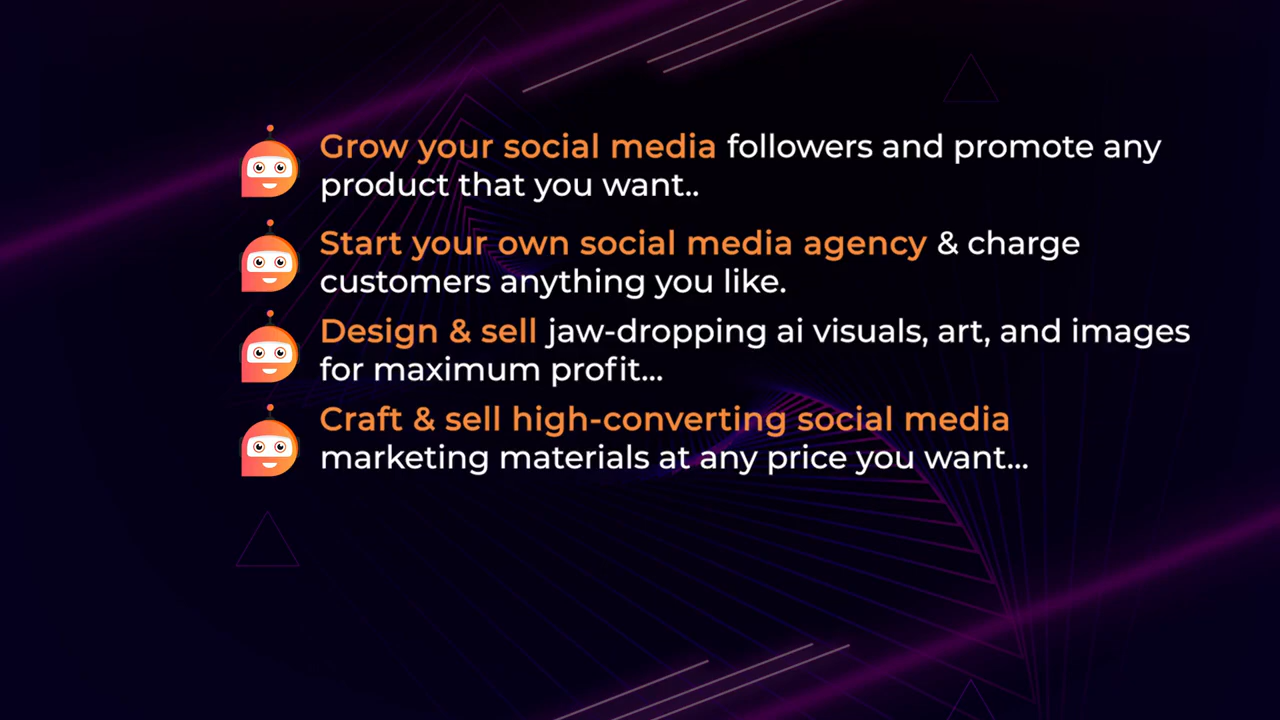 Grow your social media followers and promote any
product that you want..
Start your own social media agency & charge
customers anything you like.
Design & sell jaw-dropping ai visuals, art, and images
for maximum profit...
Craft & sell high-converting social media
marketing materials at any price you want...